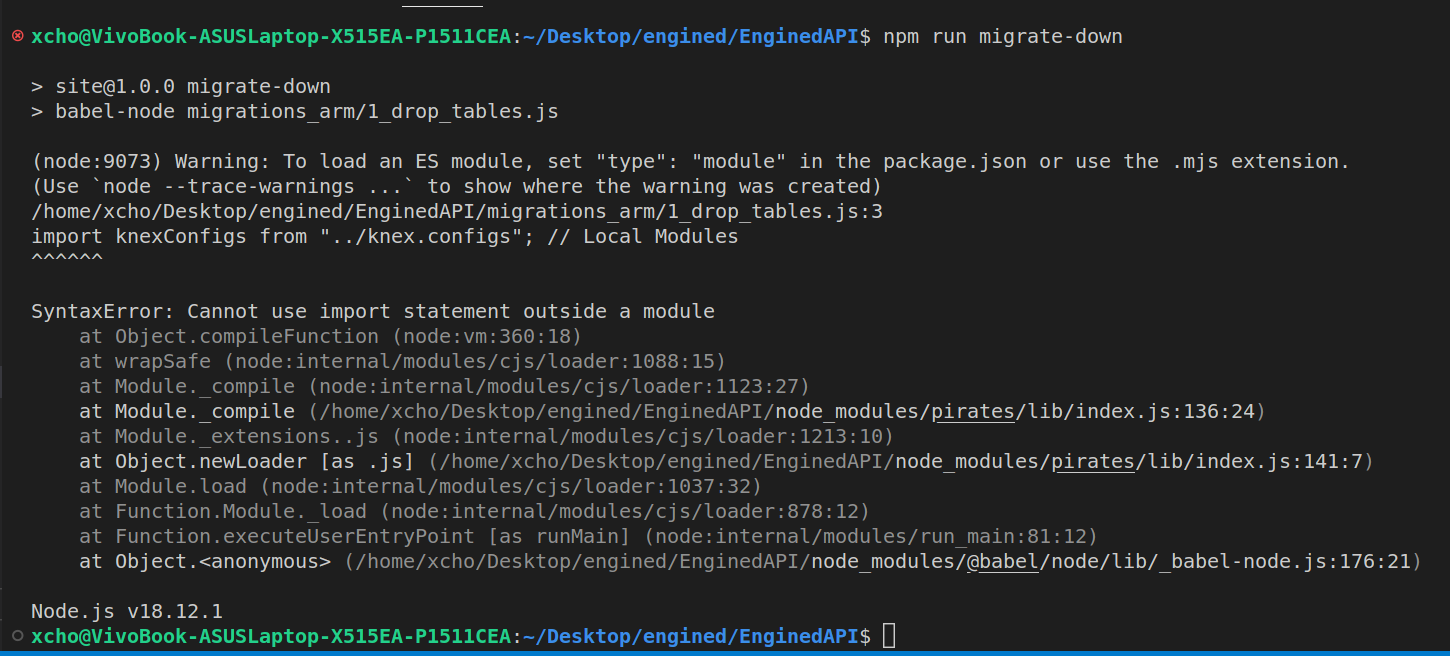 xcho@VivoBook-ASUSLaptop-X515EA-P1511CEA:~/Desktop/engined/EnginedAPI$ npm run migrate-down
> site@1.0.0 migrate-down
> babel-node migrations_arm/1_drop_tables.js
(node:9073) Warning: To load an ES module, set "type": "module" in the package.json or use the .mjs extension.
(Use `node --trace-warnings ...` to show where the warning was created)
/home/xcho/Desktop/engined/EnginedAPI/migrations_arm/1_drop_tables.js:3
import knexConfigs from "../knex.configs"; // Local Modules
^^^^^^
SyntaxError: Cannot use import statement outside a module
    at Object.compileFunction (node:vm:360:18)
    at wrapSafe (node:internal/modules/cjs/loader:1088:15)
    at Module._compile (node:internal/modules/cjs/loader:1123:27)
    at Module._compile (/home/xcho/Desktop/engined/EnginedAPI/node_modules/pirates/lib/index.js:136:24)
    at Module._extensions..js (node:internal/modules/cjs/loader:1213:10)
    at Object.newLoader [as .js] (/home/xcho/Desktop/engined/EnginedAPI/node_modules/pirates/lib/index.js:141:7)
    at Module.load (node:internal/modules/cjs/loader:1037:32)
    at Function.Module._load (node:internal/modules/cjs/loader:878:12)
    at Function.executeUserEntryPoint [as runMain] (node:internal/modules/run_main:81:12)
    at Object.<anonymous> (/home/xcho/Desktop/engined/EnginedAPI/node_modules/@babel/node/lib/_babel-node.js:176:21)
Node.js v18.12.1
xcho@VivoBook-ASUSLaptop-X515EA-P1511CEA:~/Desktop/engined/EnginedAPI$